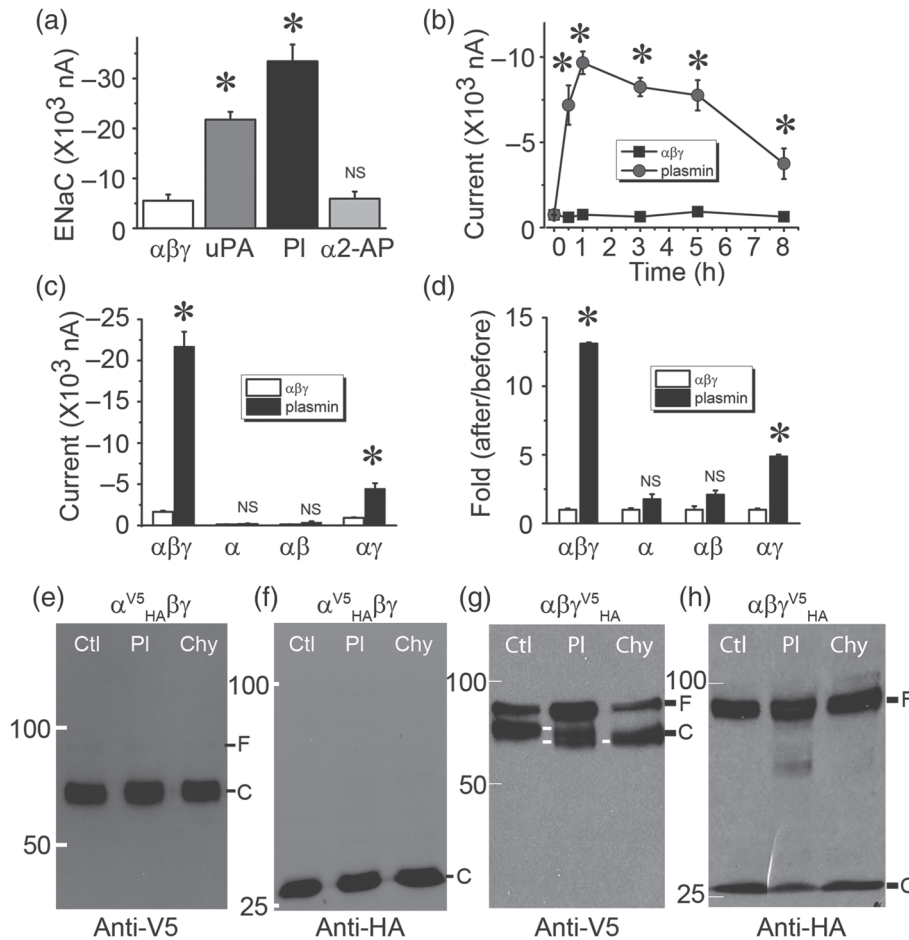 (a)
ENaC (X10³ nA)
–30
–20
–10
0
*
*
NS
αβγ uPA Pl α2-AP
(b)
Current (X10³ nA)
–10
–5
0
* * * * *
αβγ
plasmin
0 1 2 3 4 5 6 7 8
Time (h)
(c)
Current (X10³ nA)
–25
–20
–15
–10
–5
0
*
αβγ
plasmin
NS NS *
αβγ α αβ αγ
(d)
Fold (after/before)
15
10
5
0
*
αβγ
plasmin
NS NS *
αβγ α αβ αγ
(e)
α^V5_HAβγ
Ctl Pl Chy
100
50
F
C
Anti-V5
(f)
α^V5_HAβγ
Ctl Pl Chy
100
25
C
Anti-HA
(g)
αβγ^V5_HA
Ctl Pl Chy
100
50
F
C
Anti-V5
(h)
αβγ^V5_HA
Ctl Pl Chy
100
25
F
C
Anti-HA